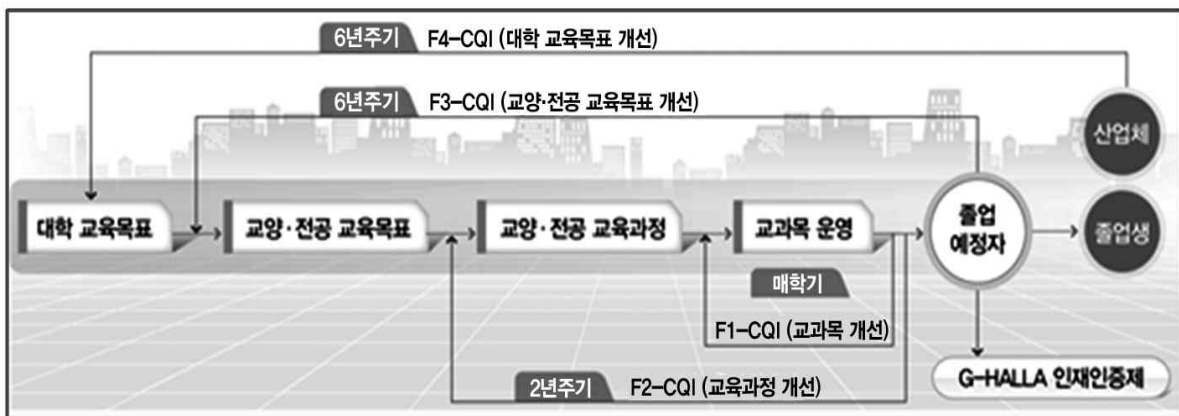 6년주기 F4-CQI (대학 교육목표 개선)
6년주기 F3-CQI (교양·전공 교육목표 개선)
산업체
대학 교육목표
교양·전공 교육목표
교양·전공 교육과정
교과목 운영
졸업
예정자
졸업생
매학기
F1-CQI (교과목 개선)
2년주기 F2-CQI (교육과정 개선)
G-HALLA 인재인증제